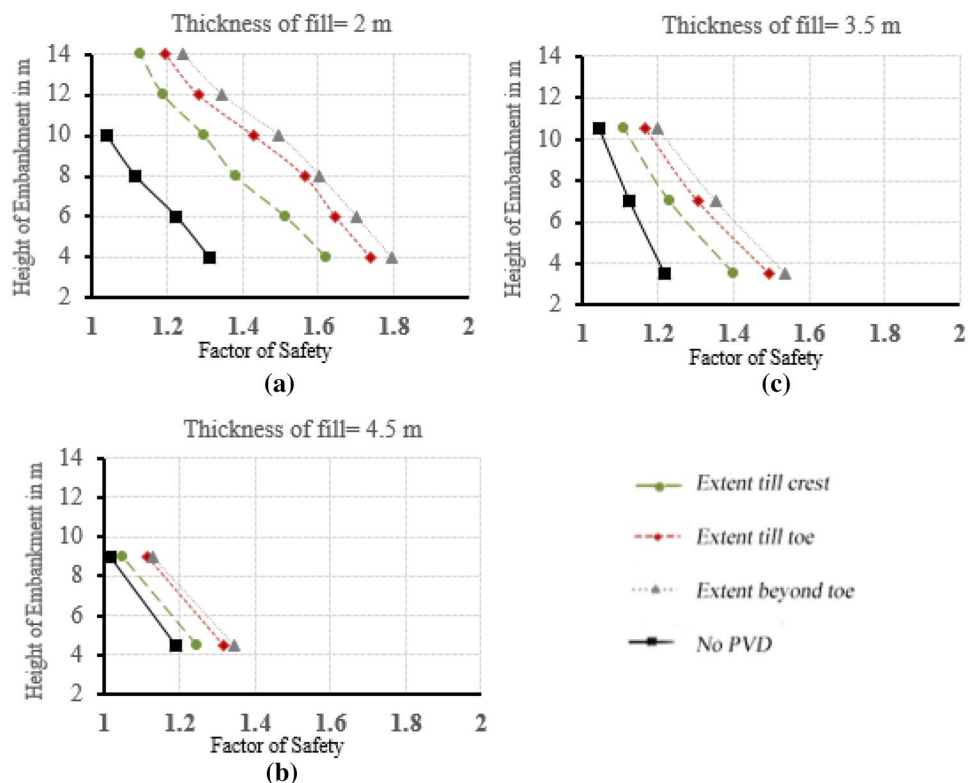 Thickness of fill= 2 m
Height of Embankment in m
14
12
10
8
6
4
2
1 1.2 1.4 1.6 1.8 2
Factor of Safety
(a)
Thickness of fill= 3.5 m
Height of Embankment in m
14
12
10
8
6
4
2
1 1.2 1.4 1.6 1.8 2
Factor of Safety
(c)
Thickness of fill= 4.5 m
Height of Embankment in m
14
12
10
8
6
4
2
1 1.2 1.4 1.6 1.8 2
Factor of Safety
(b)
Extent till crest
Extent till toe
Extent beyond toe
No PVD